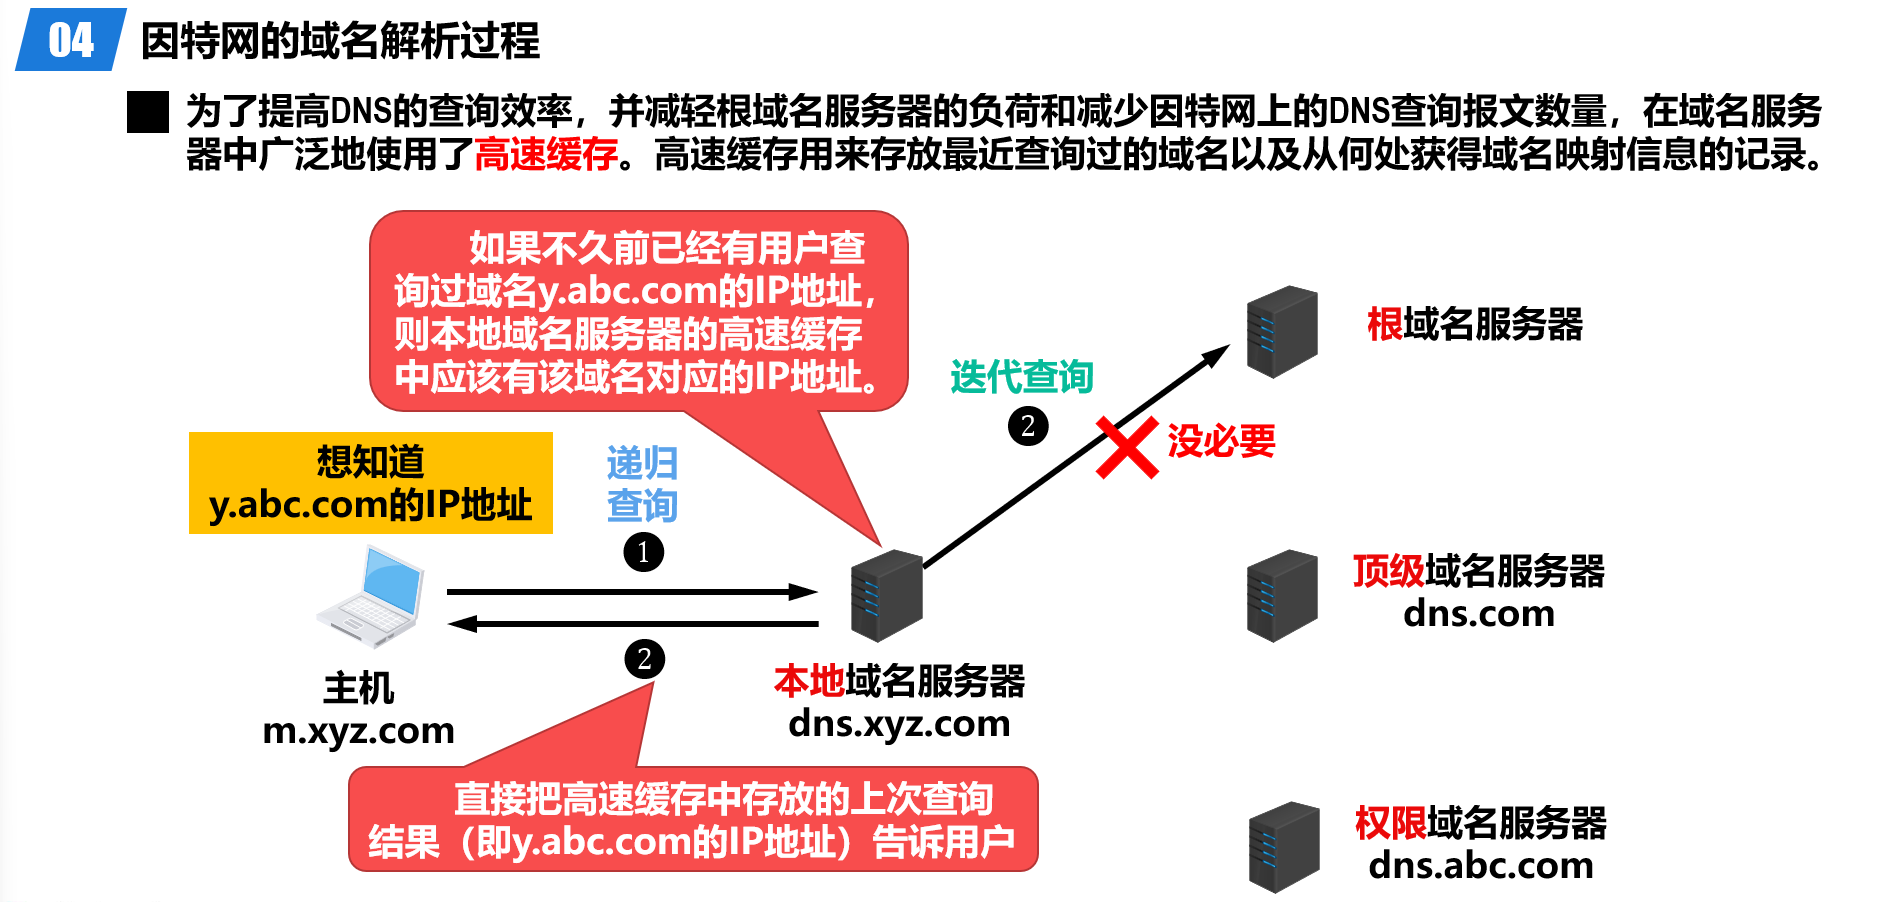 04 因特网的域名解析过程
为了提高DNS的查询效率，并减轻根域名服务器的负荷和减少因特网上的DNS查询报文数量，在域名服务
器中广泛地使用了高速缓存。高速缓存用来存放最近查询过的域名以及从何处获得域名映射信息的记录。
如果不久前已经有用户查
询过域名y.abc.com的IP地址，
则本地域名服务器的高速缓存
中应该有该域名对应的IP地址。
根域名服务器
迭代查询
❷
没必要
想知道
y.abc.com的IP地址
递归
查询
❶
顶级域名服务器
dns.com
❷
主机
m.xyz.com
本地域名服务器
dns.xyz.com
直接把高速缓存中存放的上次查询
结果（即y.abc.com的IP地址）告诉用户
权限域名服务器
dns.abc.com